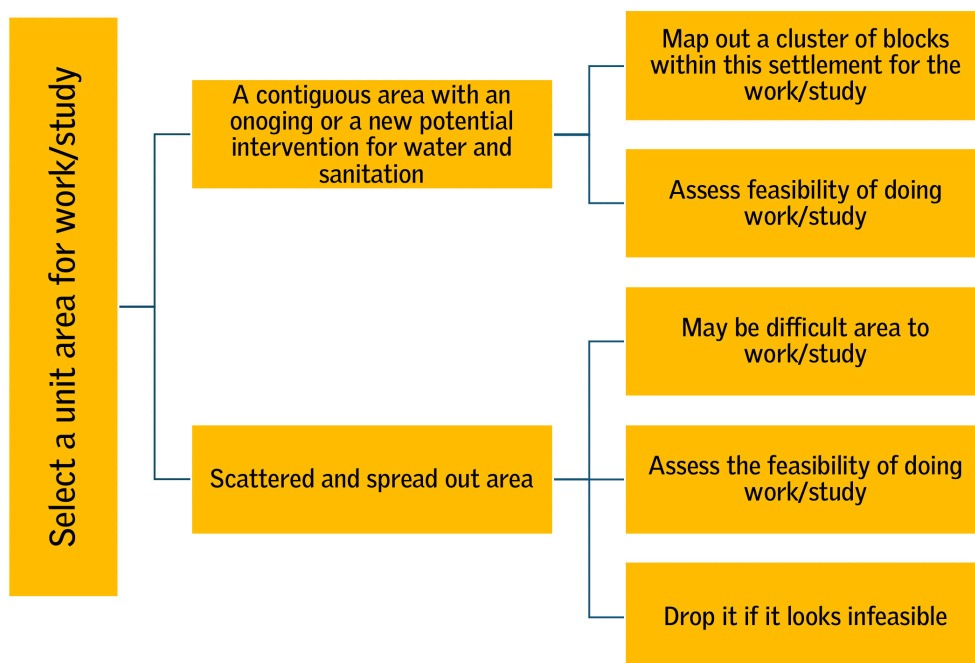 Select a unit area for work/study
A contiguous area with an
onoging or a new potential
intervention for water and
sanitation
Map out a cluster of blocks
within this settlement for the
work/study
Assess feasibility of doing
work/study
Scattered and spread out area
May be difficult area to
work/study
Assess the feasibility of doing
work/study
Drop it if it looks infeasible